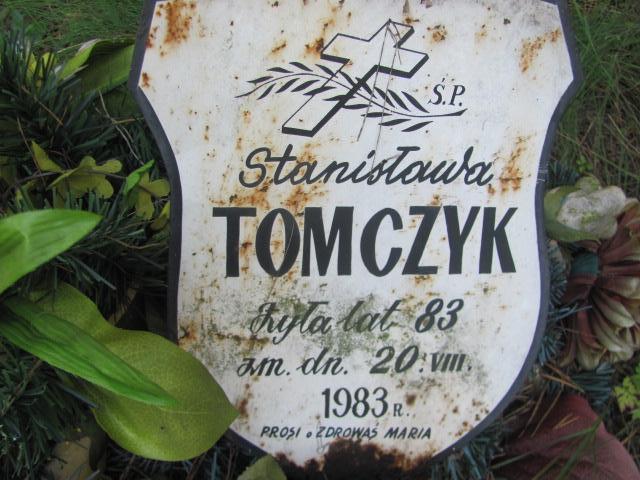 Ś.P.
Stanisława
TOMCZYK
żyła lat 83
zm. dn. 20.VIII.
1983 R.
PROSI o ZDROWAŚ MARIA